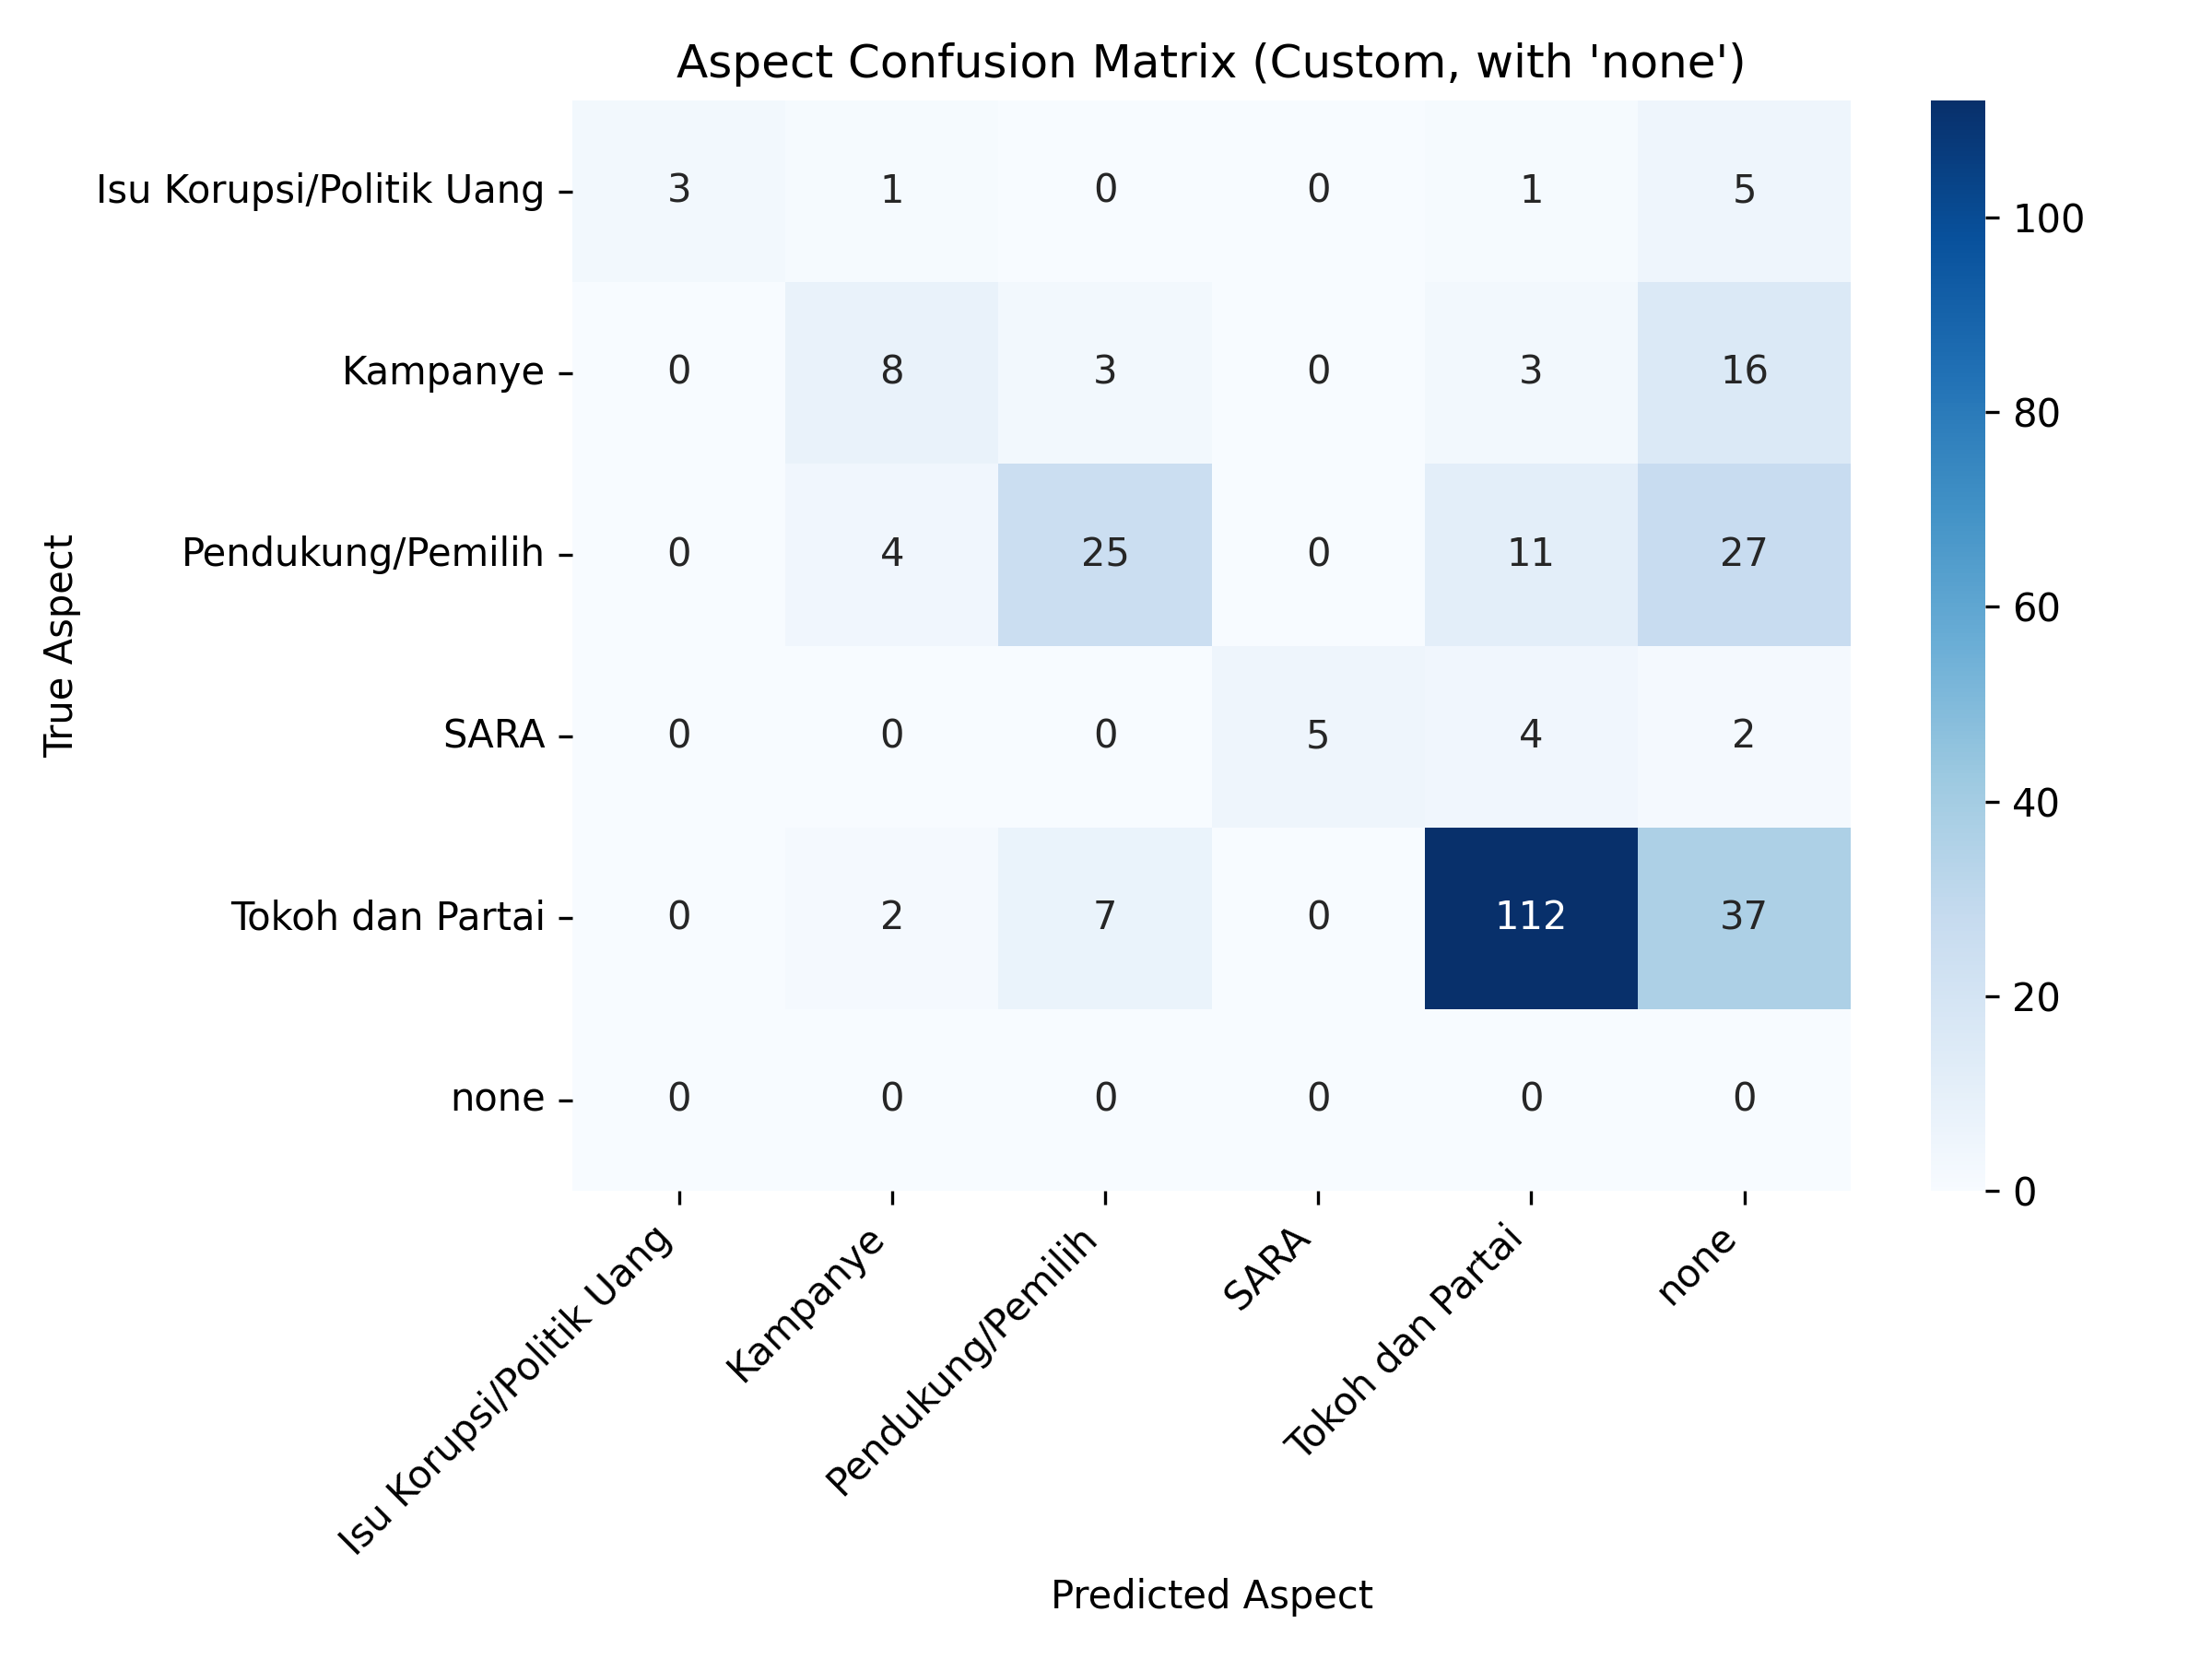 Aspect Confusion Matrix (Custom, with 'none')
True Aspect
Isu Korupsi/Politik Uang 3 1 0 0 1 5
Kampanye 0 8 3 0 3 16
Pendukung/Pemilih 0 4 25 0 11 27
SARA 0 0 0 5 4 2
Tokoh dan Partai 0 2 7 0 112 37
none 0 0 0 0 0 0
Isu Korupsi/Politik Uang
Kampanye
Pendukung/Pemilih
SARA
Tokoh dan Partai
none
Predicted Aspect
100
80
60
40
20
0